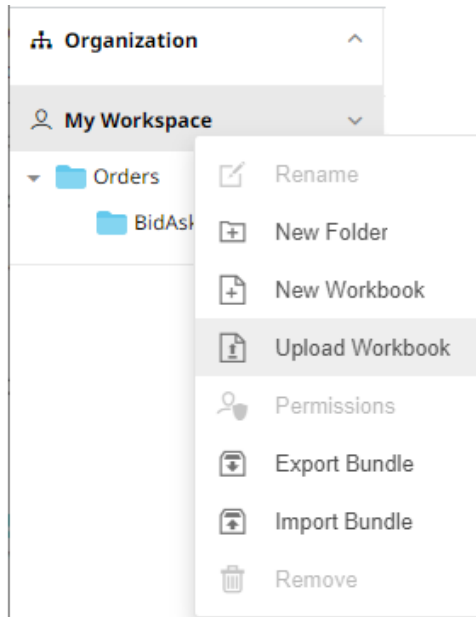 Organization
My Workspace
Orders
BidAsk
Rename
New Folder
New Workbook
Upload Workbook
Permissions
Export Bundle
Import Bundle
Remove